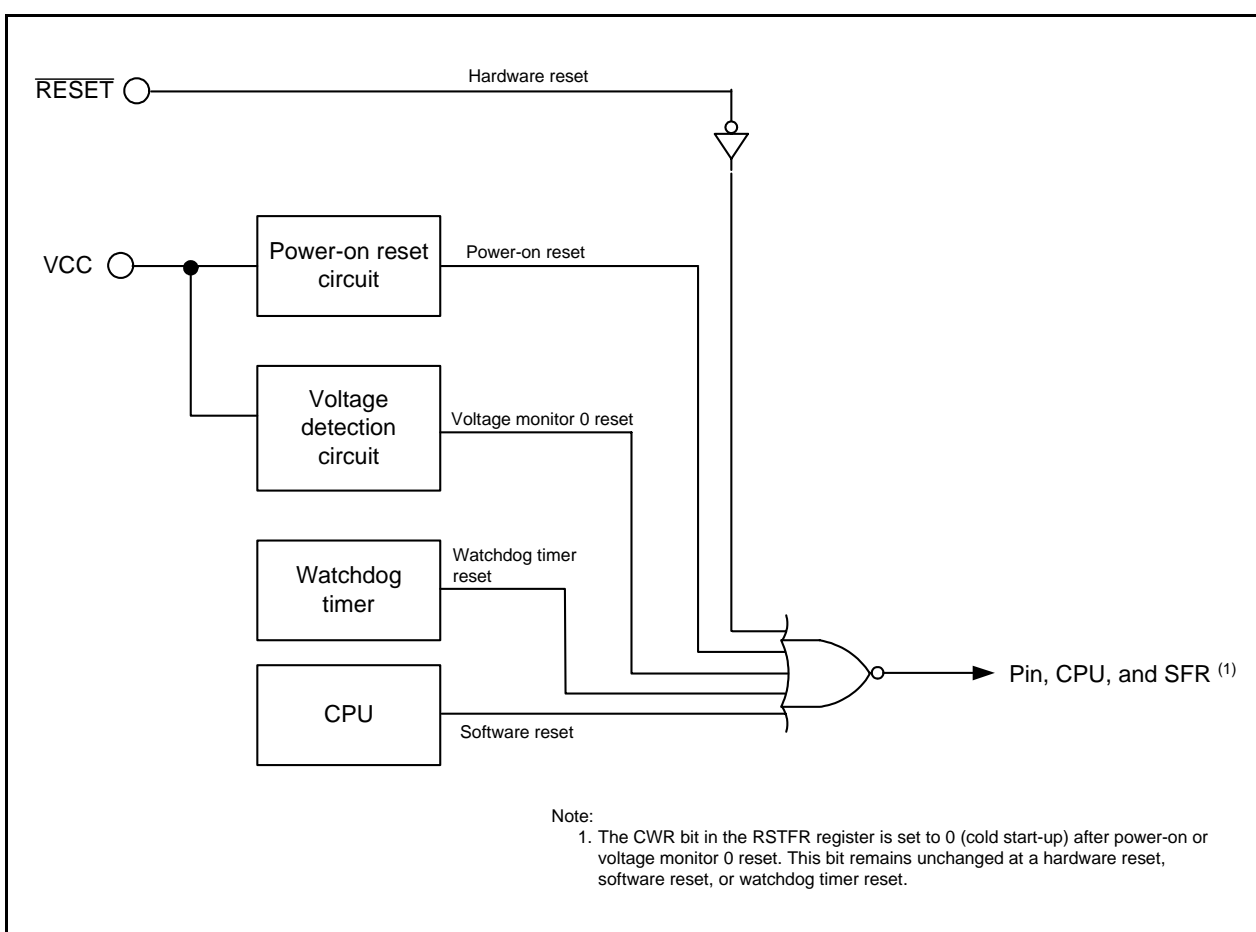 RESET
Hardware reset
VCC
Power-on reset
circuit
Power-on reset
Voltage
detection
circuit
Voltage monitor 0 reset
Watchdog
timer
Watchdog timer
reset
CPU
Software reset
Pin, CPU, and SFR (1)
Note:
1. The CWR bit in the RSTFR register is set to 0 (cold start-up) after power-on or
voltage monitor 0 reset. This bit remains unchanged at a hardware reset,
software reset, or watchdog timer reset.